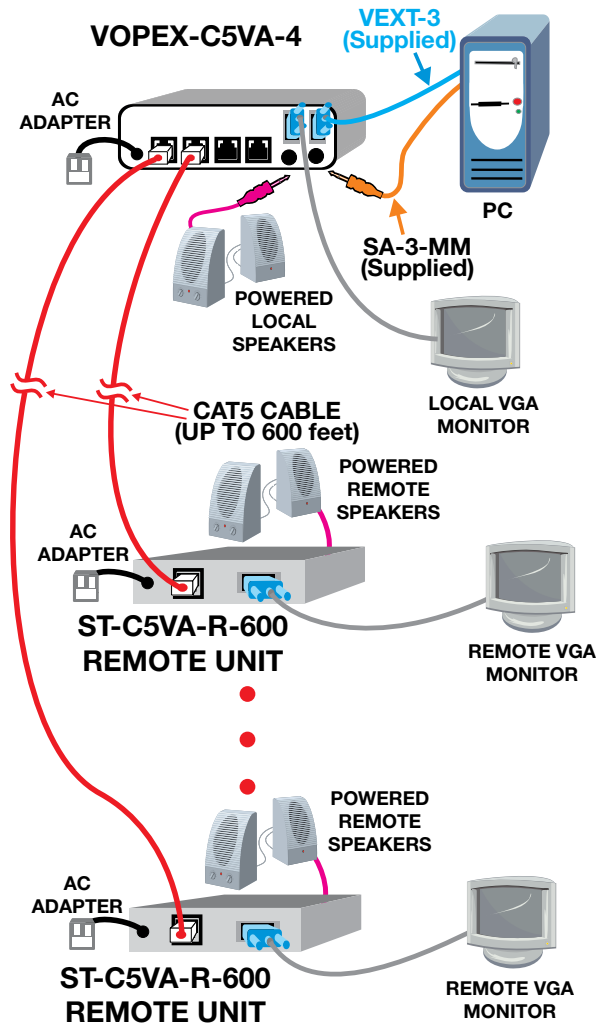 VOPEX-C5VA-4
VEXT-3
(Supplied)
AC
ADAPTER
PC
SA-3-MM
(Supplied)
POWERED
LOCAL
SPEAKERS
LOCAL VGA
MONITOR
CAT5 CABLE
(UP TO 600 feet)
POWERED
REMOTE
SPEAKERS
AC
ADAPTER
ST-C5VA-R-600
REMOTE UNIT
REMOTE VGA
MONITOR
POWERED
REMOTE
SPEAKERS
AC
ADAPTER
ST-C5VA-R-600
REMOTE UNIT
REMOTE VGA
MONITOR